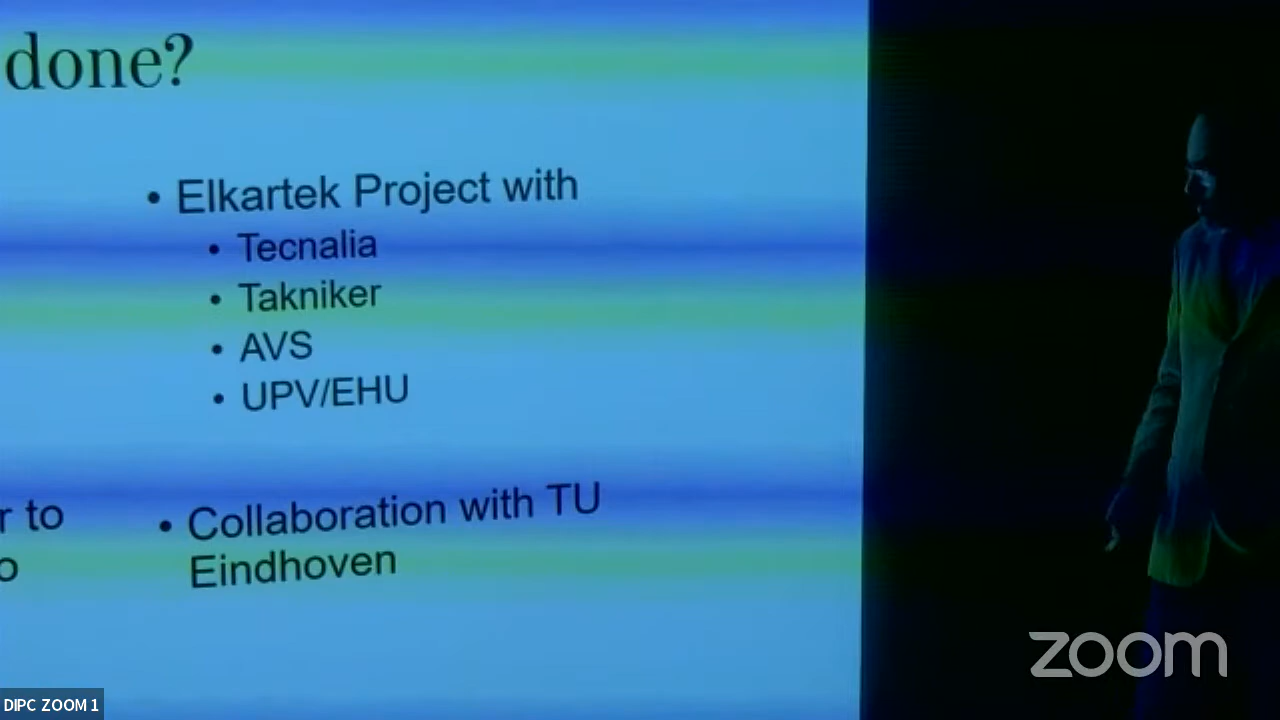 done?
• Elkartek Project with
• Tecnalia
• Takniker
• AVS
• UPV/EHU
r to
o
• Collaboration with TU
Eindhoven
zoom
DIPC ZOOM 1